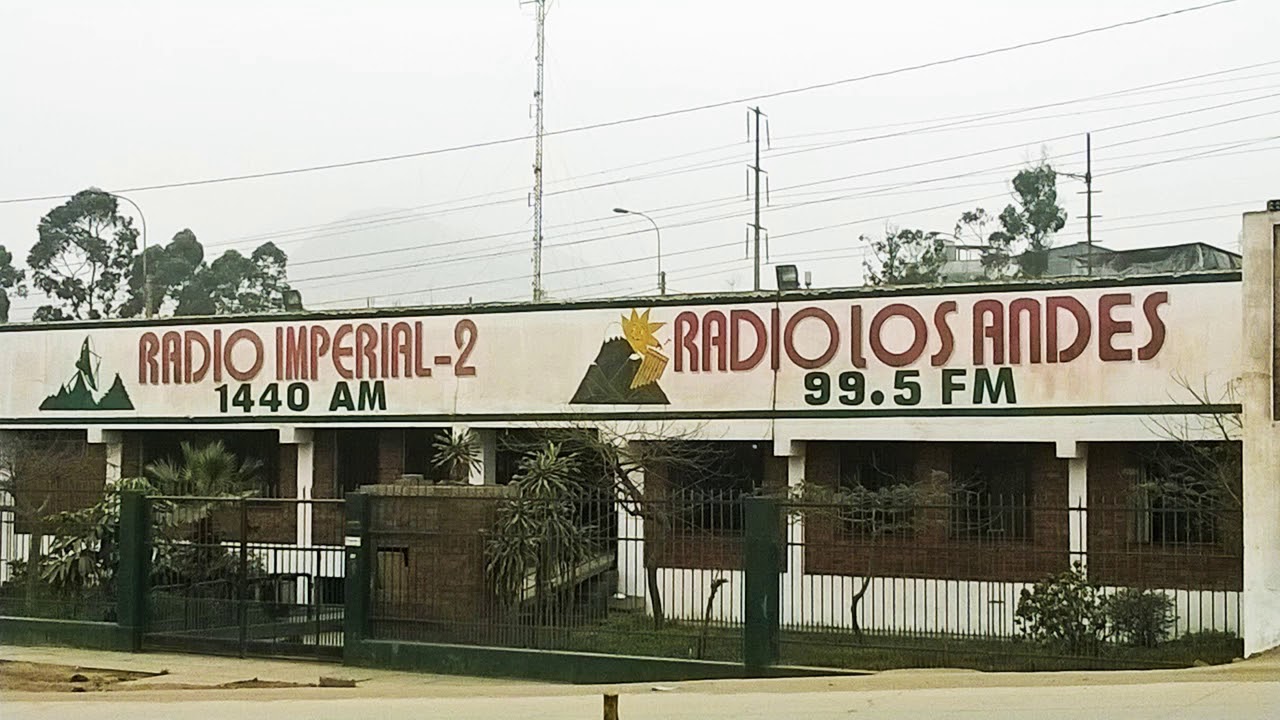 RADIO IMPERIAL-2
1440 AM
RADIO LOS ANDES
99.5 FM